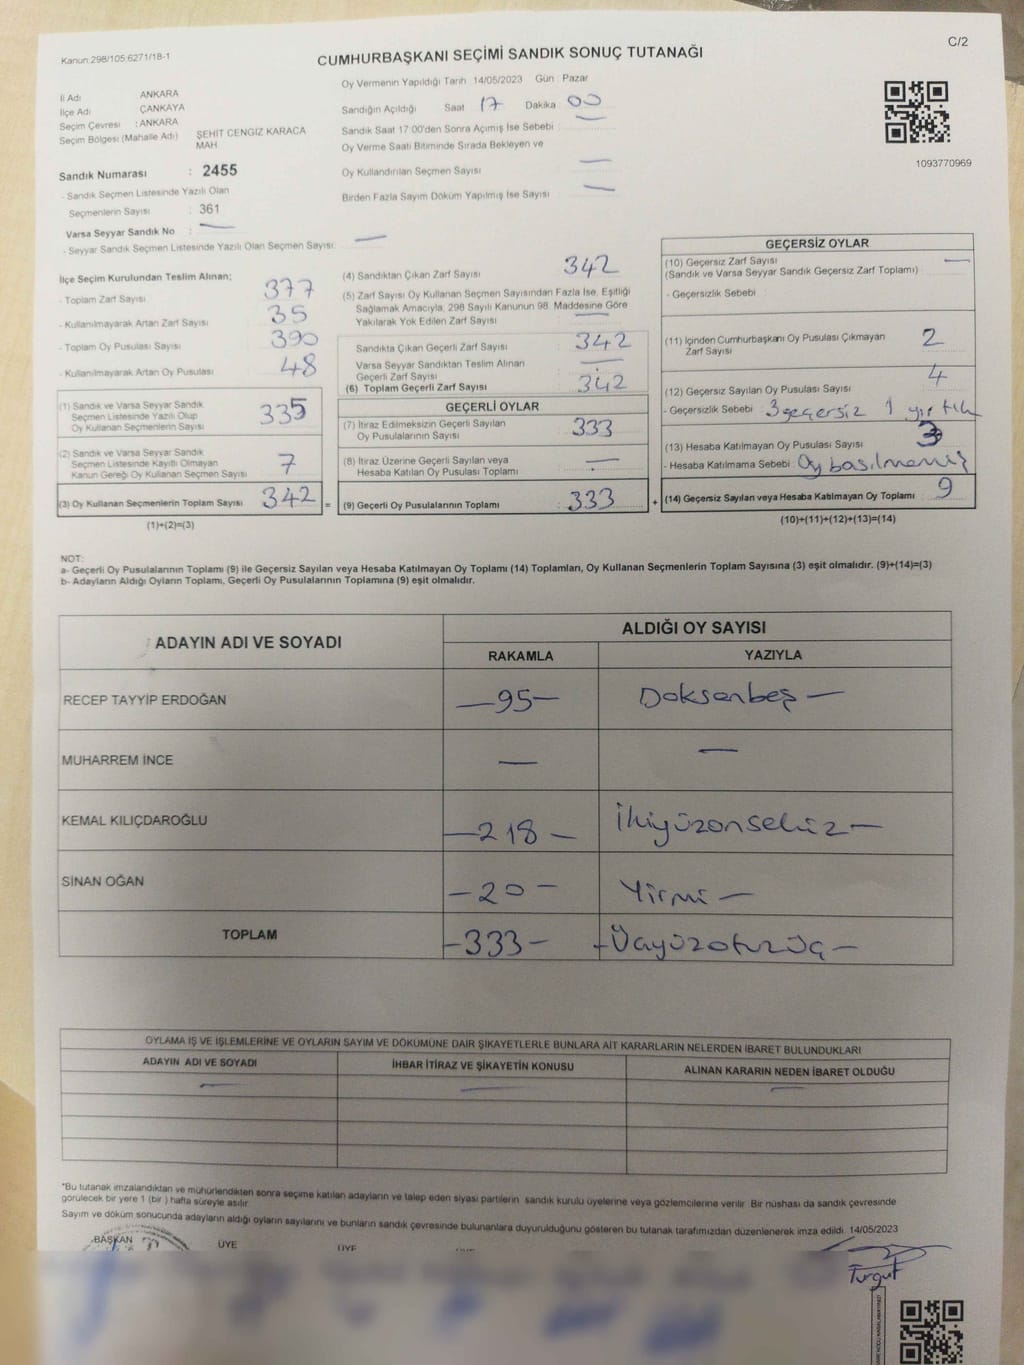 Kanun:298/105;6271/18-1
C/2
CUMHURBAŞKANI SEÇİMİ SANDIK SONUÇ TUTANAĞI
İl Adı ANKARA
İlçe Adı ÇANKAYA
Seçim Çevresi : ANKARA
Seçim Bölgesi (Mahalle Adı) ŞEHİT CENGİZ KARACA
MAH
Sandık Numarası : 2455
- Sandık Seçmen Listesinde Yazılı Olan
Seçmenlerin Sayısı : 361
Varsa Seyyar Sandık No : —
- Seyyar Sandık Seçmen Listesinde Yazılı Olan Seçmen Sayısı: —
Oy Vermenin Yapıldığı Tarih 14/05/2023 Gün : Pazar
Sandığın Açıldığı Saat 17 Dakika : 00
Sandık Saat 17:00'den Sonra Açımış İse Sebebi : —
Oy Verme Saati Bitiminde Sırada Bekleyen ve
Oy Kullandırılan Seçmen Sayısı —
Birden Fazla Sayım Döküm Yapılmış İse Sayısı : —
1093770969
İlçe Seçim Kurulundan Teslim Alınan;
- Toplam Zarf Sayısı 377
- Kullanılmayarak Artan Zarf Sayısı 35
- Toplam Oy Pusulası Sayısı 390
- Kullanılmayarak Artan Oy Pusulası 48
(1) Sandık ve Varsa Seyyar Sandık
Seçmen Listesinde Yazılı Olup
Oy Kullanan Seçmenlerin Sayısı 335
(2) Sandık ve Varsa Seyyar Sandık
Seçmen Listesinde Kayıtlı Olmayan
Kanun Gereği Oy Kullanan Seçmen Sayısı 7
(3) Oy Kullanan Seçmenlerin Toplam Sayısı 342 =
(1)+(2)=(3)
(4) Sandıktan Çıkan Zarf Sayısı 342
(5) Zarf Sayısı Oy Kullanan Seçmen Sayısından Fazla İse, Eşitliği
Sağlamak Amacıyla, 298 Sayılı Kanunun 98. Maddesine Göre
Yakılarak Yok Edilen Zarf Sayısı —
Sandıkta Çıkan Geçerli Zarf Sayısı 342
Varsa Seyyar Sandıktan Teslim Alınan
Geçerli Zarf Sayısı —
(6) Toplam Geçerli Zarf Sayısı 342
GEÇERLİ OYLAR
(7) İtiraz Edilmeksizin Geçerli Sayılan
Oy Pusulalarının Sayısı 333
(8) İtiraz Üzerine Geçerli Sayılan veya
Hesaba Katılan Oy Pusulası Toplamı : —
(9) Geçerli Oy Pusulalarının Toplamı : 333 +
GEÇERSİZ OYLAR
(10) Geçersiz Zarf Sayısı —
(Sandık ve Varsa Seyyar Sandık Geçersiz Zarf Toplamı)
- Geçersizlik Sebebi :
(11) İçinden Cumhurbaşkanı Oy Pusulası Çıkmayan
Zarf Sayısı 2
(12) Geçersiz Sayılan Oy Pusulası Sayısı 4
- Geçersizlik Sebebi : 3 geçersiz 1 yırtık
(13) Hesaba Katılmayan Oy Pusulası Sayısı 3
- Hesaba Katılmama Sebebi : Oy basılmamış
(14) Geçersiz Sayılan veya Hesaba Katılmayan Oy Toplamı : 9
(10)+(11)+(12)+(13)=(14)
NOT:
a- Geçerli Oy Pusulalarının Toplamı (9) ile Geçersiz Sayılan veya Hesaba Katılmayan Oy Toplamı (14) Toplamları, Oy Kullanan Seçmenlerin Toplam Sayısına (3) eşit olmalıdır. (9)+(14)=(3)
b- Adayların Aldığı Oyların Toplamı, Geçerli Oy Pusulalarının Toplamına (9) eşit olmalıdır.
ADAYIN ADI VE SOYADI ALDIĞI OY SAYISI
RAKAMLA YAZIYLA
RECEP TAYYİP ERDOĞAN —95— Doksanbeş —
MUHARREM İNCE — —
KEMAL KILIÇDAROĞLU —218— İkiyüzonsekiz —
SİNAN OĞAN —20— Yirmi —
TOPLAM —333— —Üçyüzotuzüç—
OYLAMA İŞ VE İŞLEMLERİNE VE OYLARIN SAYIM VE DÖKÜMÜNE DAİR ŞİKAYETLERLE BUNLARA AİT KARARLARIN NELERDEN İBARET BULUNDUKLARI
ADAYIN ADI VE SOYADI İHBAR İTİRAZ VE ŞİKAYETİN KONUSU ALINAN KARARIN NEDEN İBARET OLDUĞU
— — —
*Bu tutanak imzalandıktan ve mühürlendikten sonra seçime katılan adayların ve talep eden siyasi partilerin sandık kurulu üyelerine veya gözlemcilerine verilir. Bir nüshası da sandık çevresinde
görülecek bir yere 1 (bir) hafta süreyle asılır.
Sayım ve döküm sonucunda adayların aldığı oyların sayılarını ve bunların sandık çevresinde bulunanlara duyurulduğunu gösteren bu tutanak tarafımızdan düzenlenerek imza edildi. 14/05/2023
BAŞKAN ÜYE ÜYE
Turgut